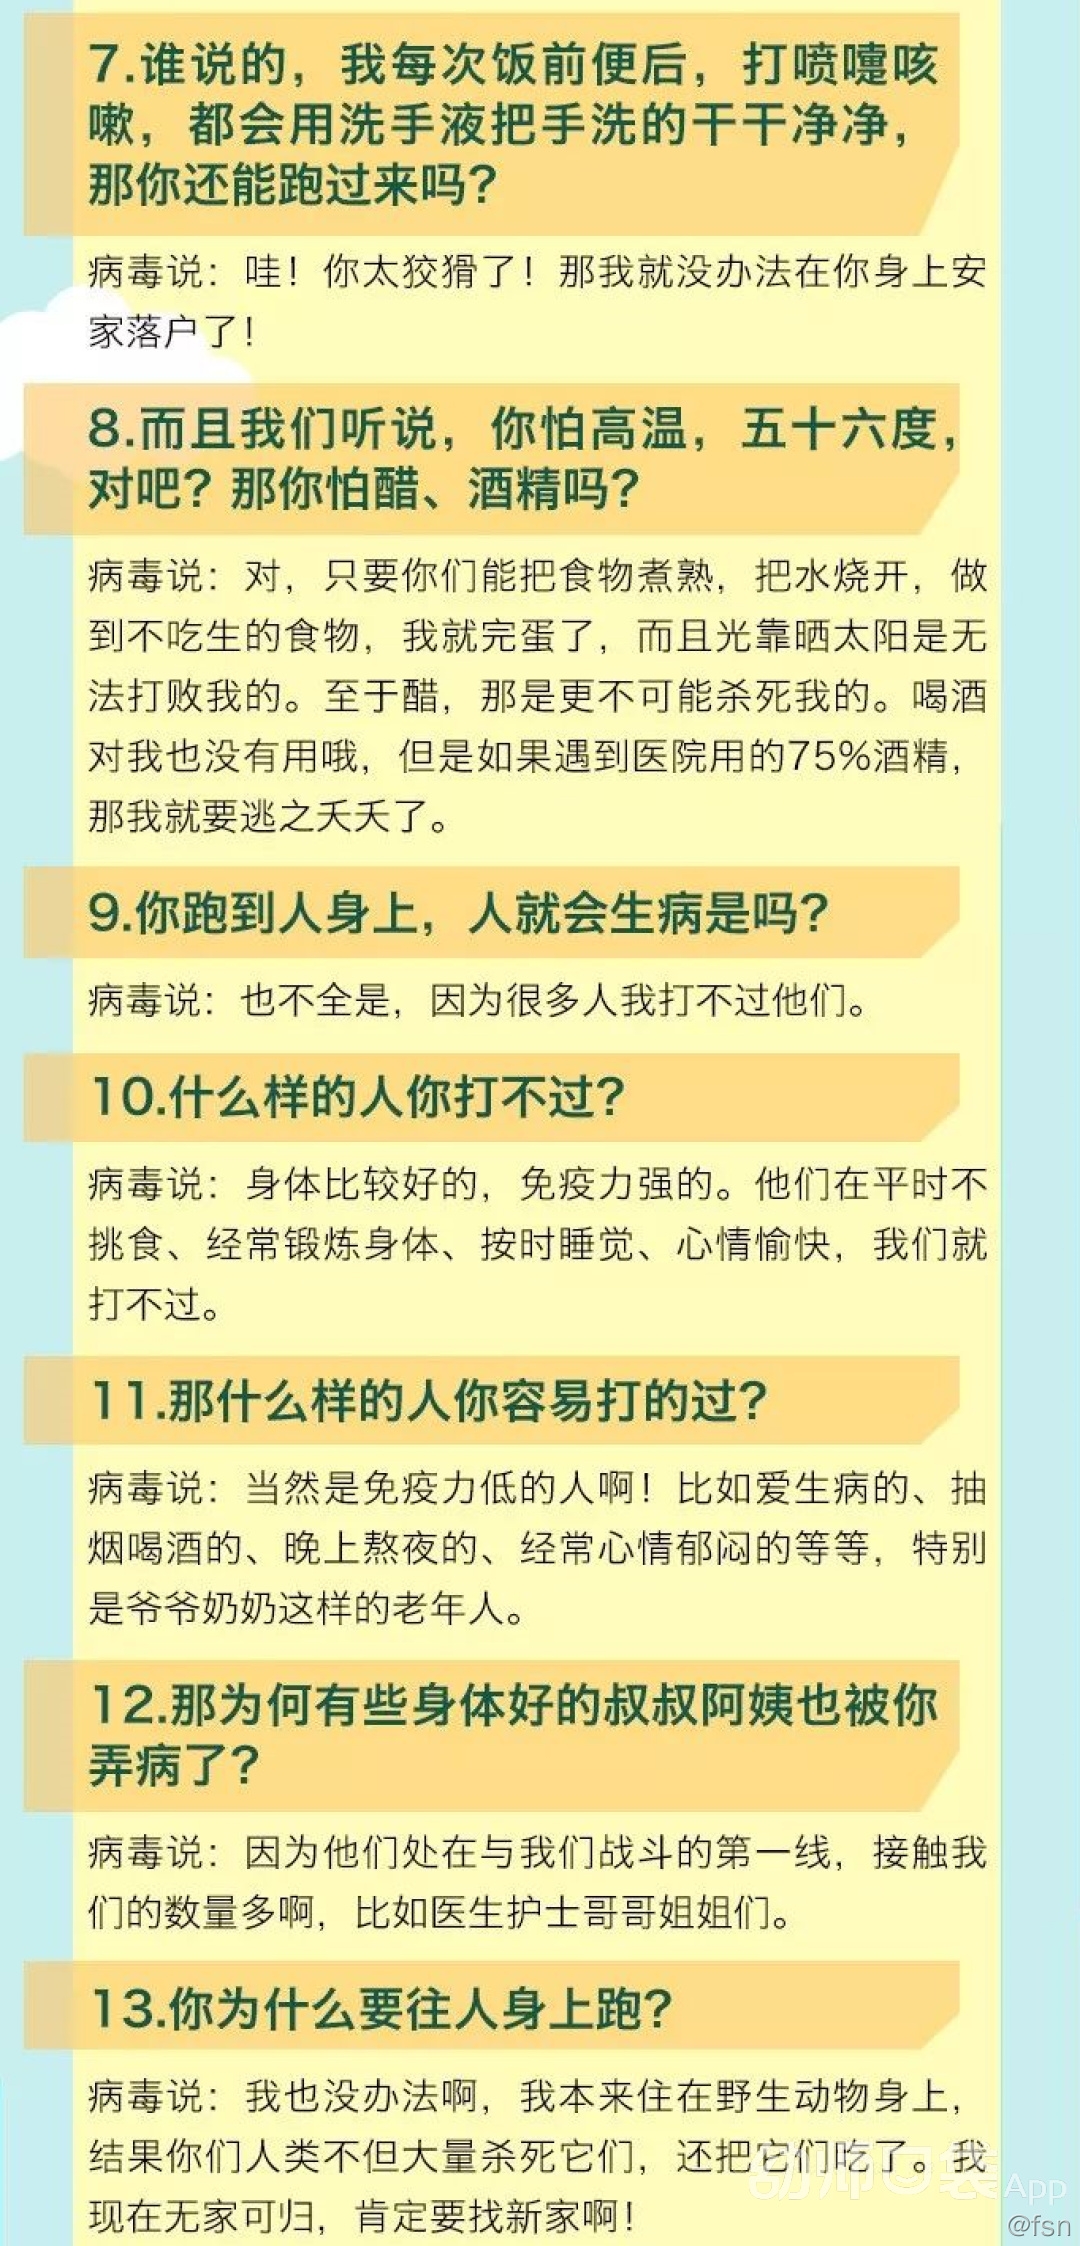 7.谁说的，我每次饭前便后，打喷嚏咳
嗽，都会用洗手液把手洗的干干净净，
那你还能跑过来吗？
病毒说：哇！你太狡猾了！那我就没办法在你身上安
家落户了！
8.而且我们听说，你怕高温，五十六度，
对吧？那你怕醋、酒精吗？
病毒说：对，只要你们能把食物煮熟，把水烧开，做
到不吃生的食物，我就完蛋了，而且光靠晒太阳是无
法打败我的。至于醋，那是更不可能杀死我的。喝酒
对我也没有用哦，但是如果遇到医院用的75%酒精，
那我就要逃之夭夭了。
9.你跑到人身上，人就会生病是吗？
病毒说：也不全是，因为很多人我打不过他们。
10.什么样的人你打不过？
病毒说：身体比较好的，免疫力强的。他们在平时不
挑食、经常锻炼身体、按时睡觉、心情愉快，我们就
打不过。
11.那什么样的人你容易打的过？
病毒说：当然是免疫力低的人啊！比如爱生病的、抽
烟喝酒的、晚上熬夜的、经常心情郁闷的等等，特别
是爷爷奶奶这样的老年人。
12.那为何有些身体好的叔叔阿姨也被你
弄病了？
病毒说：因为他们处在与我们战斗的第一线，接触我
们的数量多啊，比如医生护士哥哥姐姐们。
13.你为什么要往人身上跑？
病毒说：我也没办法啊，我本来住在野生动物身上，
结果你们人类不但大量杀死它们，还把它们吃了。我
现在无家可归，肯定要找新家啊！
幼师口袋App
@fsn